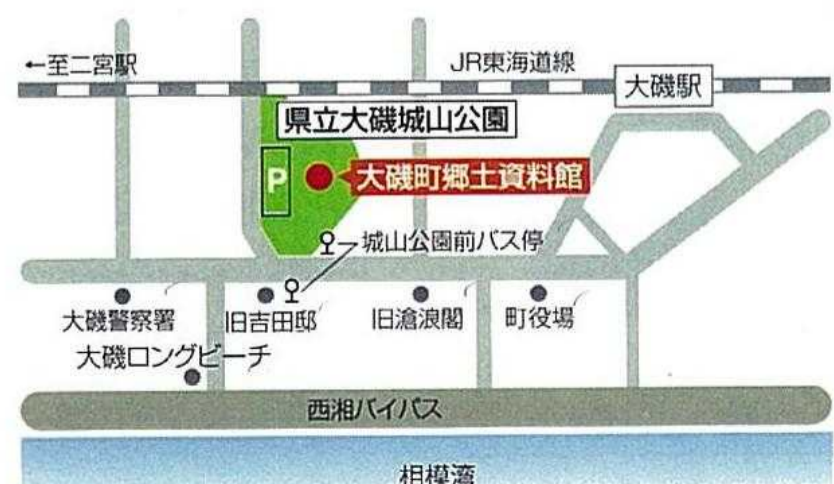 ←至二宮駅
JR東海道線
大磯駅
県立大磯城山公園
P
大磯町郷土資料館
城山公園前バス停
大磯警察署
旧吉田邸
旧滄浪閣
町役場
大磯ロングビーチ
西湘バイパス
相模湾